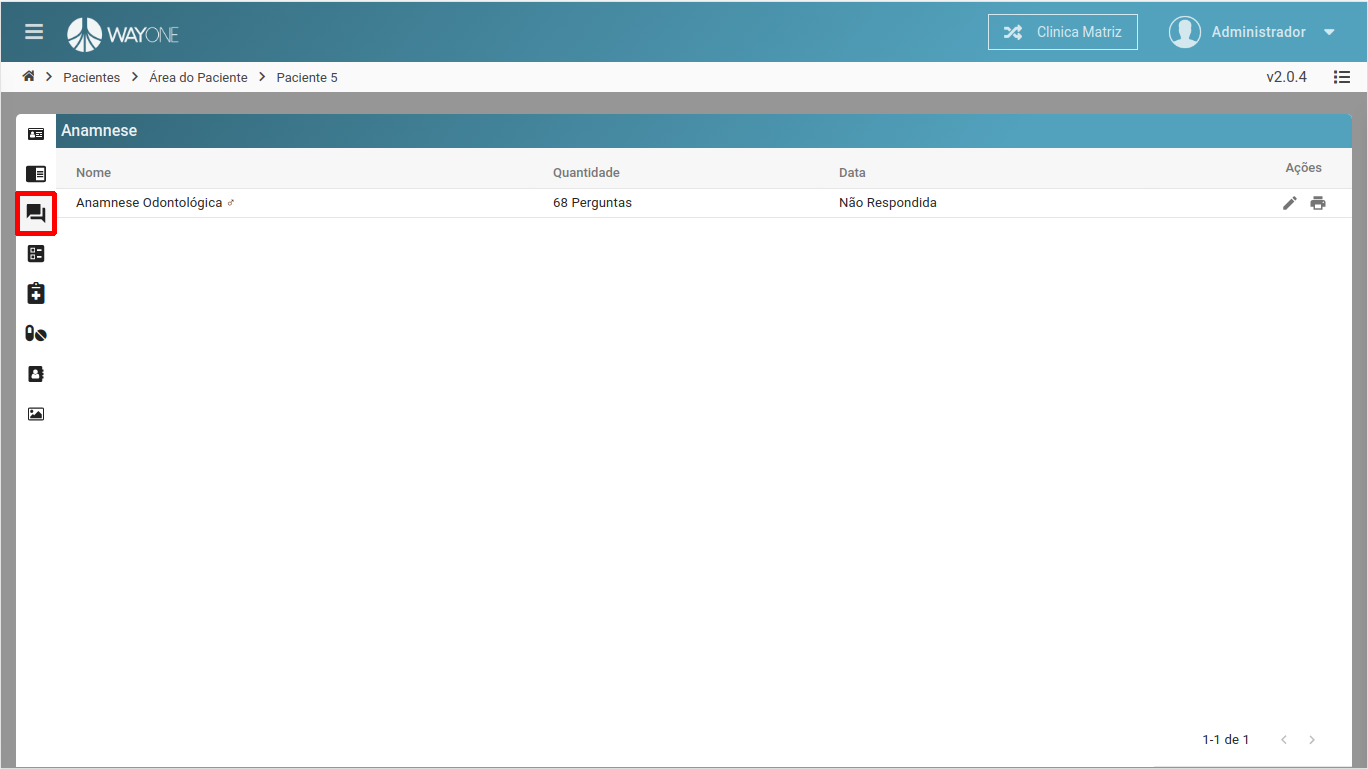 WAYONE
Clinica Matriz
Administrador
Pacientes
Área do Paciente
Paciente 5
v2.0.4
Anamnese
Nome Quantidade Data Ações
Anamnese Odontológica ♂ 68 Perguntas Não Respondida
1-1 de 1